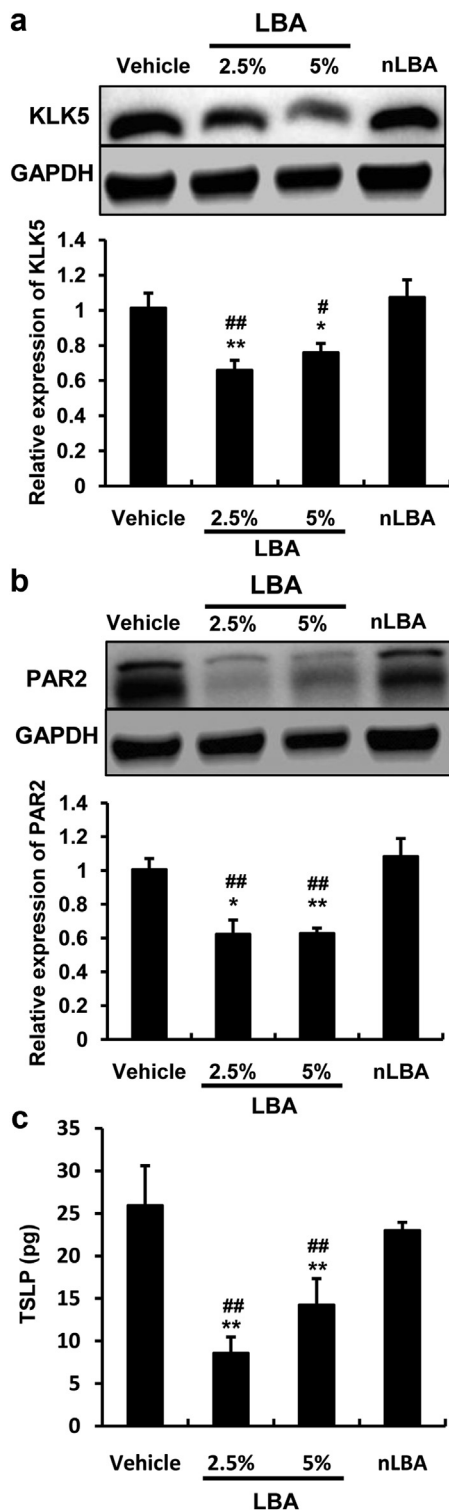 a
LBA
Vehicle 2.5% 5% nLBA
KLK5
GAPDH
Relative expression of KLK5
1.4
1.2
1
0.8
0.6
0.4
0.2
0
##
**
#
*
Vehicle 2.5% 5% nLBA
LBA
b
LBA
Vehicle 2.5% 5% nLBA
PAR2
GAPDH
Relative expression of PAR2
1.4
1.2
1
0.8
0.6
0.4
0.2
0
##
*
##
**
Vehicle 2.5% 5% nLBA
LBA
c
TSLP (pg)
35
30
25
20
15
10
5
0
##
**
##
**
Vehicle 2.5% 5% nLBA
LBA